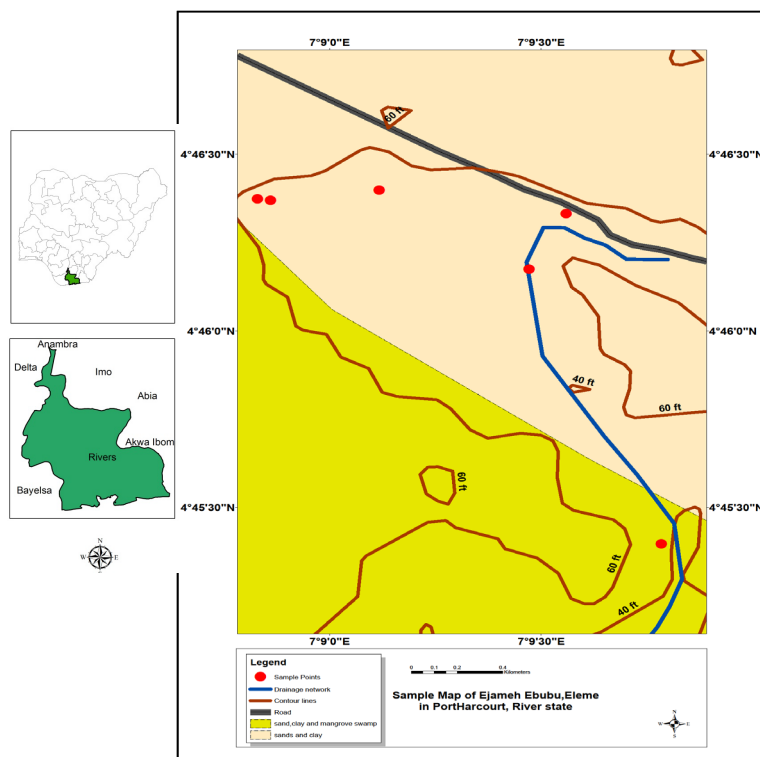 7°9'0"E
7°9'30"E
60 ft
4°46'30"N
4°46'30"N
4°46'0"N
4°46'0"N
40 ft
60 ft
60 ft
4°45'30"N
4°45'30"N
60 ft
40 ft
7°9'0"E
7°9'30"E
Anambra
Delta
Imo
Abia
Akwa Ibom
Rivers
Bayelsa
N
W
E
S
Legend
Sample Points
Drainage network
Contour lines
Road
sand,clay and mangrove swamp
sands and clay
0 0.1 0.2 0.4
Kilometers
Sample Map of Ejameh Ebubu,Eleme
in PortHarcourt, River state
N
W
E
S